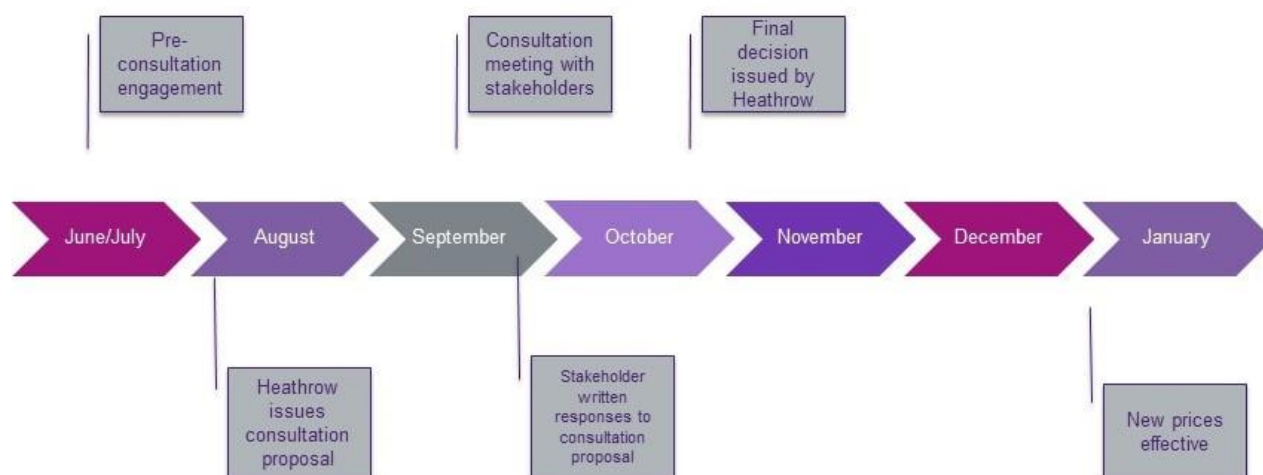 Pre-
consultation
engagement
Consultation
meeting with
stakeholders
Final
decision
issued by
Heathrow
June/July
August
September
October
November
December
January
Heathrow
issues
consultation
proposal
Stakeholder
written
responses to
consultation
proposal
New prices
effective